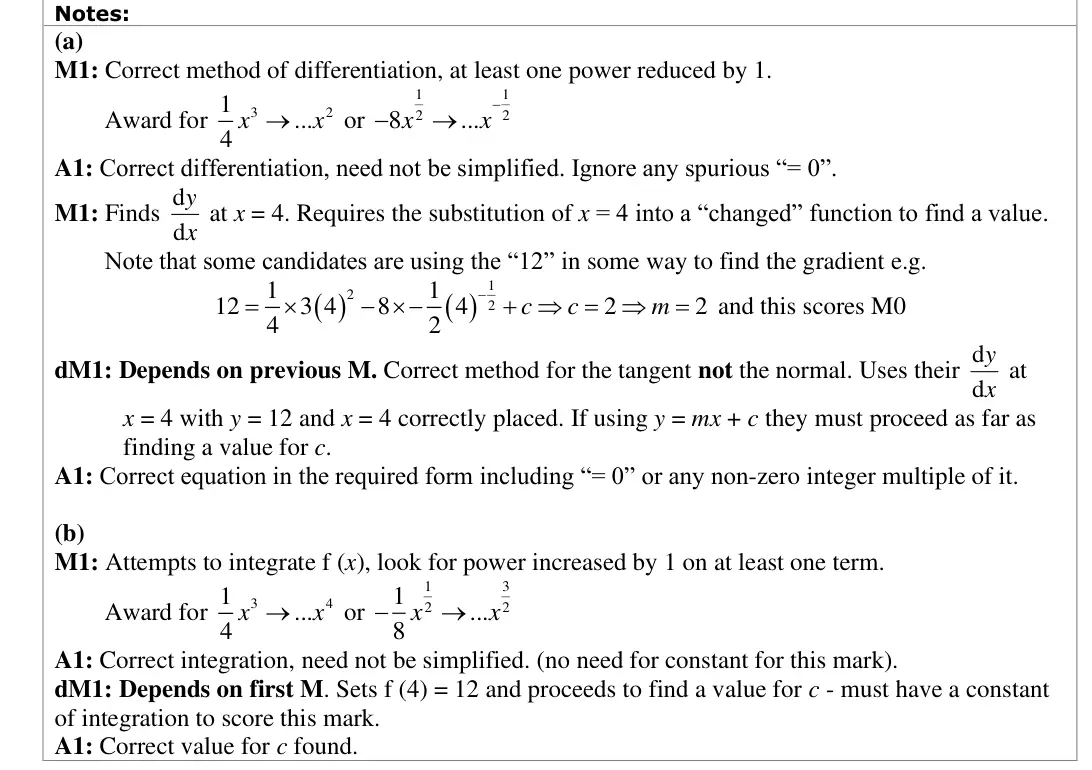 Notes:
(a)
M1: Correct method of differentiation, at least one power reduced by 1.
Award for 1/4 x³ → ...x² or −8x^(1/2) → ...x^(−1/2)
A1: Correct differentiation, need not be simplified. Ignore any spurious “= 0”.
M1: Finds dy/dx at x = 4. Requires the substitution of x = 4 into a “changed” function to find a value.
Note that some candidates are using the “12” in some way to find the gradient e.g.
12 = 1/4 × 3(4)² − 8 × − 1/2 (4)^(−1/2) + c ⇒ c = 2 ⇒ m = 2 and this scores M0
dM1: Depends on previous M. Correct method for the tangent not the normal. Uses their dy/dx at
x = 4 with y = 12 and x = 4 correctly placed. If using y = mx + c they must proceed as far as
finding a value for c.
A1: Correct equation in the required form including “= 0” or any non-zero integer multiple of it.
(b)
M1: Attempts to integrate f (x), look for power increased by 1 on at least one term.
Award for 1/4 x³ → ...x⁴ or − 1/8 x^(1/2) → ...x^(3/2)
A1: Correct integration, need not be simplified. (no need for constant for this mark).
dM1: Depends on first M. Sets f (4) = 12 and proceeds to find a value for c - must have a constant
of integration to score this mark.
A1: Correct value for c found.